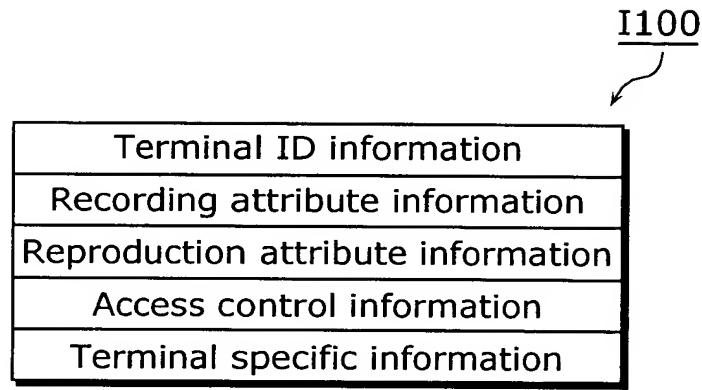 I100
Terminal ID information
Recording attribute information
Reproduction attribute information
Access control information
Terminal specific information